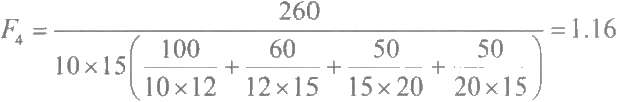 F₄ = 260 / (10×15(100/(10×12) + 60/(12×15) + 50/(15×20) + 50/(20×15))) = 1.16